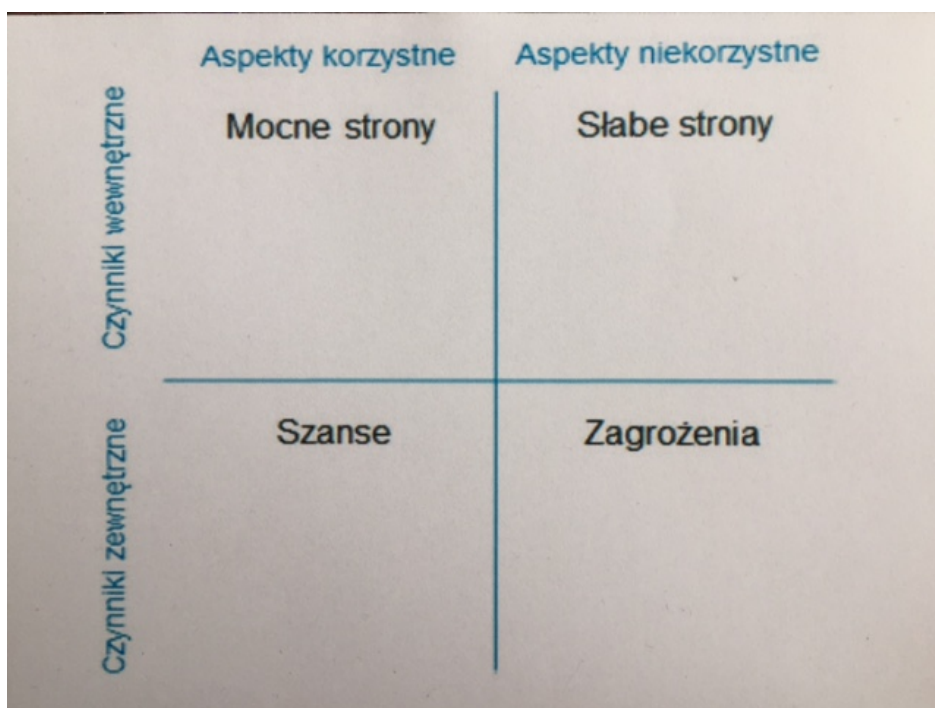 Aspekty korzystne
Aspekty niekorzystne
Czynniki wewnętrzne
Mocne strony
Słabe strony
Czynniki zewnętrzne
Szanse
Zagrożenia